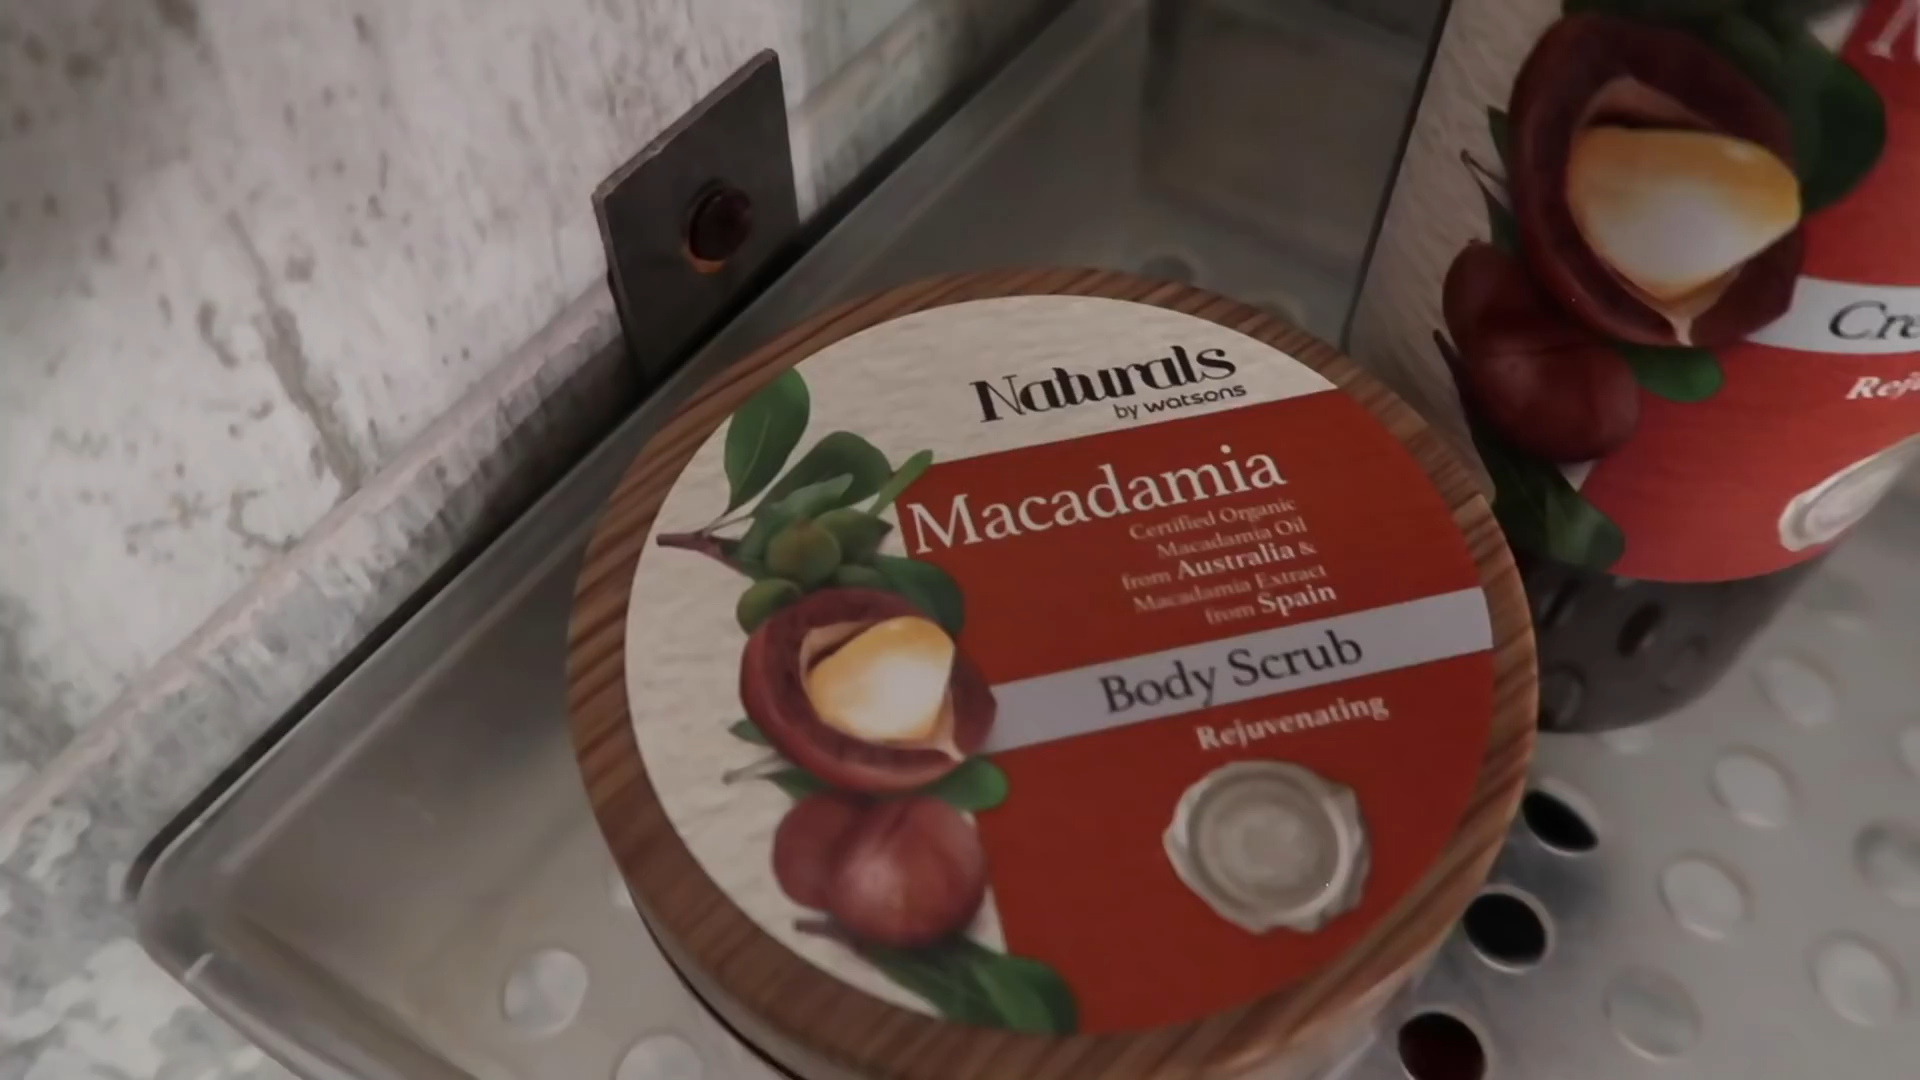 Naturals
by watsons
Macadamia
Certified Organic
Macadamia Oil
from Australia &
Macadamia Extract
from Spain
Body Scrub
Rejuvenating